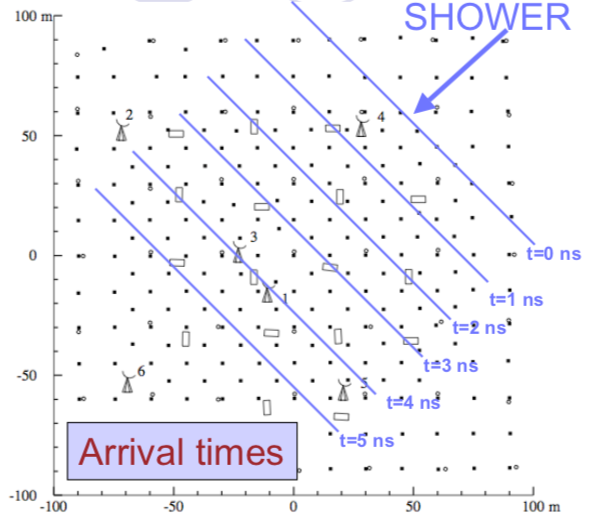 100 m
SHOWER
2
4
50
3
0
t=0 ns
1
t=1 ns
t=2 ns
-50
6
5
t=3 ns
t=4 ns
Arrival times
t=5 ns
-100
-100
-50
0
50
100 m